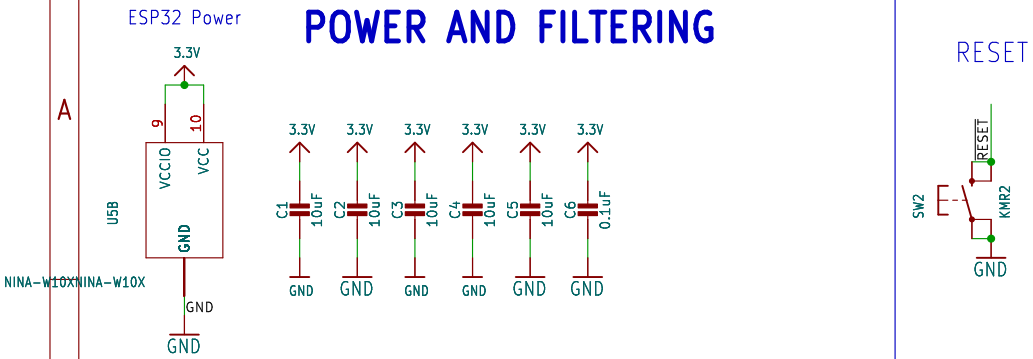 ESP32 Power
POWER AND FILTERING
RESET
A
3.3V
9
10
VCCIO
VCC
GND
U5B
NINA-W10XNINA-W10X
GND
GND
3.3V
C1
10uF
GND
3.3V
C2
10uF
GND
3.3V
C3
10uF
GND
3.3V
C4
10uF
GND
3.3V
C5
10uF
GND
3.3V
C6
0.1uF
GND
RESET
SW2
KMR2
GND